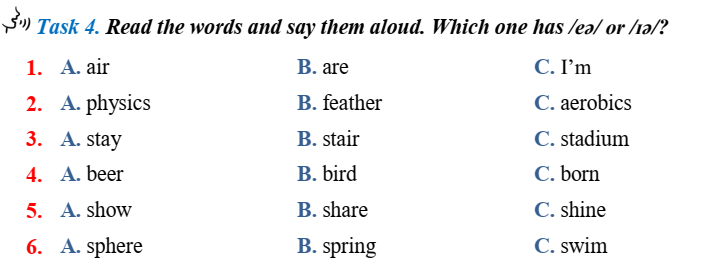 Task 4. Read the words and say them aloud. Which one has /eə/ or /ɪə/?
1. A. air B. are C. I’m
2. A. physics B. feather C. aerobics
3. A. stay B. stair C. stadium
4. A. beer B. bird C. born
5. A. show B. share C. shine
6. A. sphere B. spring C. swim